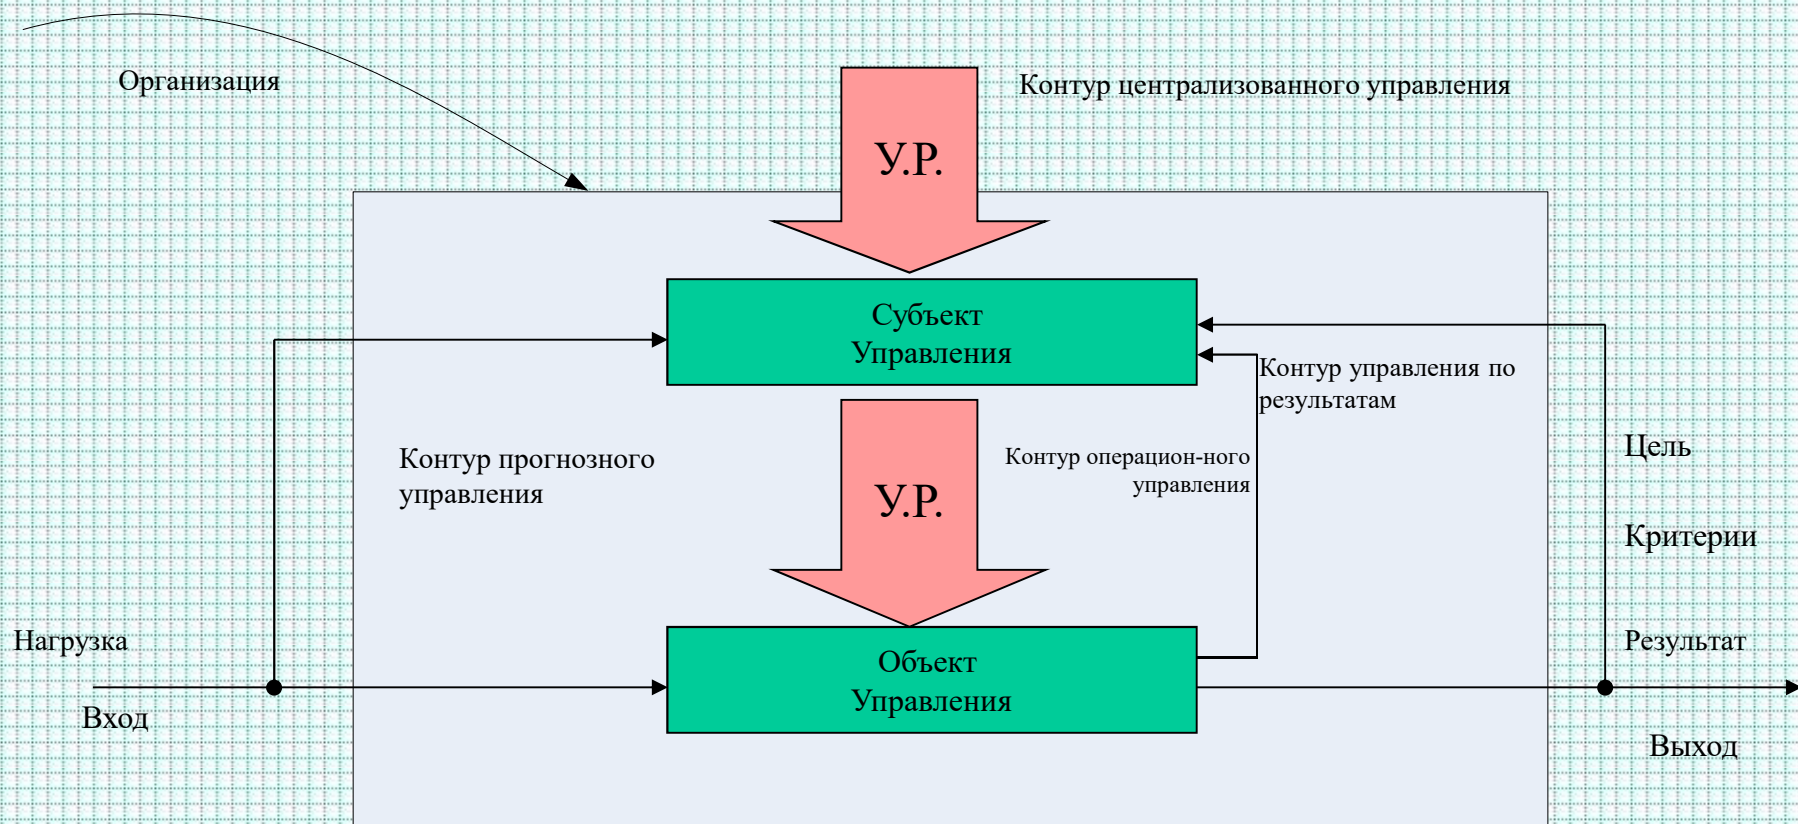 Организация
Контур централизованного управления
У.Р.
Субъект
Управления
Контур управления по
результатам
Контур прогнозного
управления
У.Р.
Контур операцион-ного
управления
Цель
Критерии
Нагрузка
Результат
Объект
Управления
Вход
Выход